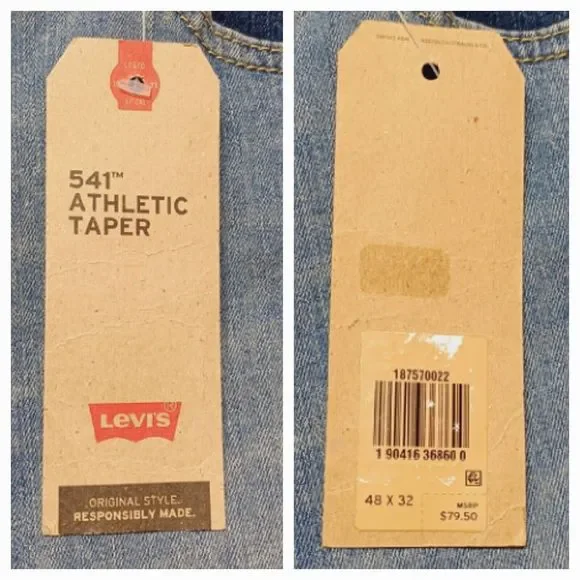 541™
ATHLETIC
TAPER
LEVI'S
®
ORIGINAL STYLE.
RESPONSIBLY MADE.
187570022
1 90416 36860 0
48 X 32
MSRP
$79.50